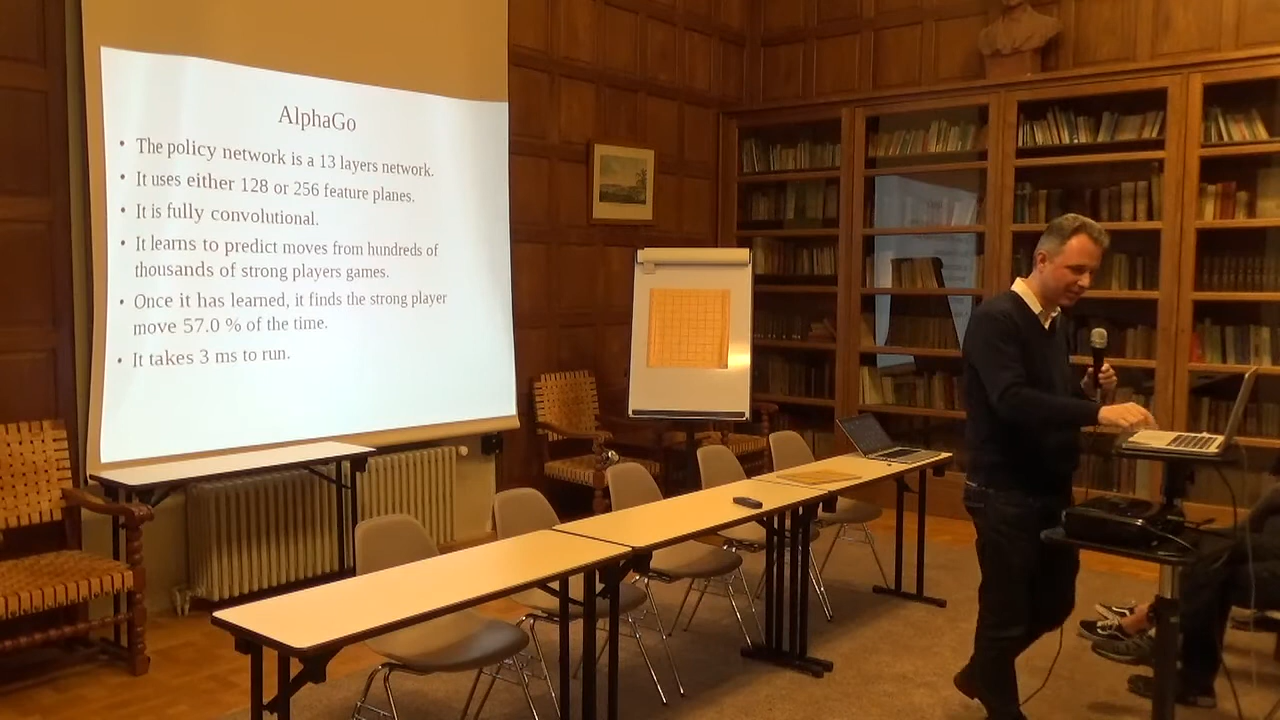 AlphaGo
• The policy network is a 13 layers network.
• It uses either 128 or 256 feature planes.
• It is fully convolutional.
• It learns to predict moves from hundreds of
thousands of strong players games.
• Once it has learned, it finds the strong player
move 57.0 % of the time.
• It takes 3 ms to run.